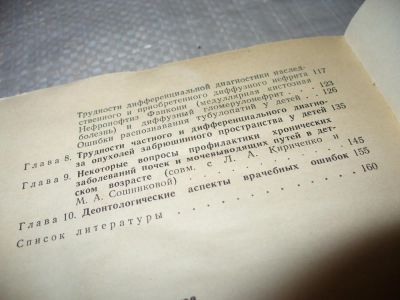 Трудности дифференциальной диагностики наслед-
ственного и приобретенного диффузного нефрита 117
Нефронофтиз Фанкони (медуллярная кистозная
болезнь) и диффузный гломерулонефрит . . 123
Ошибки распознавания тубулопатий у детей . 126
Глава 8. Трудности частного и дифференциального диагно-
за опухолей забрюшинного пространства у детей 135
Глава 9. Некоторые вопросы профилактики хронических
заболеваний почек и мочевыводящих путей в дет-
ском возрасте (совм. с Л. А. Кириченко и
М. А. Сошниковой) . . . . . . 145
Глава 10. Деонтологические аспекты врачебных ошибок 155
Список литературы . . . . . . . . 160